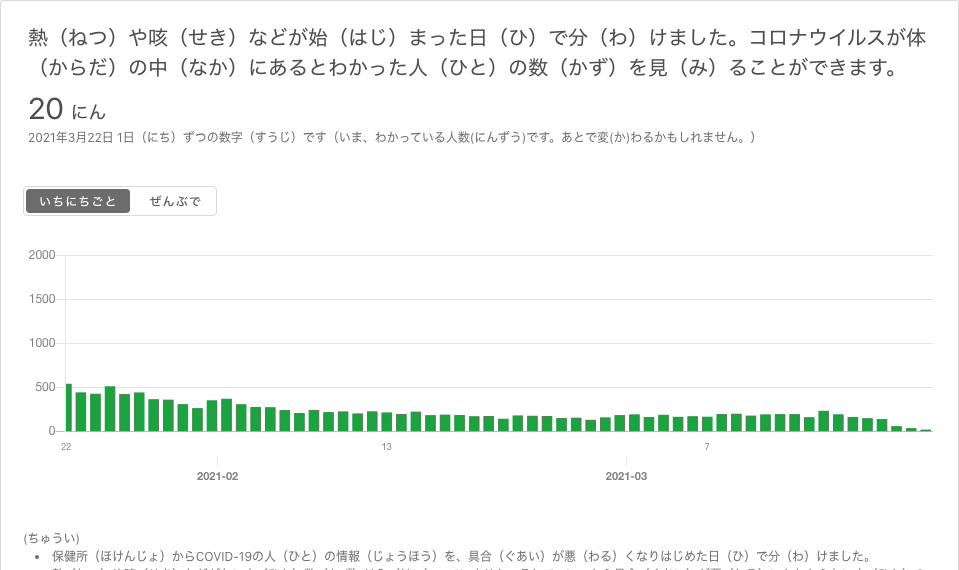 熱（ねつ）や咳（せき）などが始（はじ）まった日（ひ）で分（わ）けました。コロナウイルスが体
（からだ）の中（なか）にあるとわかった人（ひと）の数（かず）を見（み）ることができます。
20 にん
2021年3月22日 1日（にち）ずつの数字（すうじ）です（いま、わかっている人数(にんずう)です。あとで変(か)わるかもしれません。）
いちにちごと ぜんぶで
2000
1500
1000
500
0
22 13 7
2021-02 2021-03
(ちゅうい)
• 保健所（ほけんじょ）からCOVID-19の人（ひと）の情報（じょうほう）を、具合（ぐあい）が悪（わる）くなりはじめた日（ひ）で分（わ）けました。